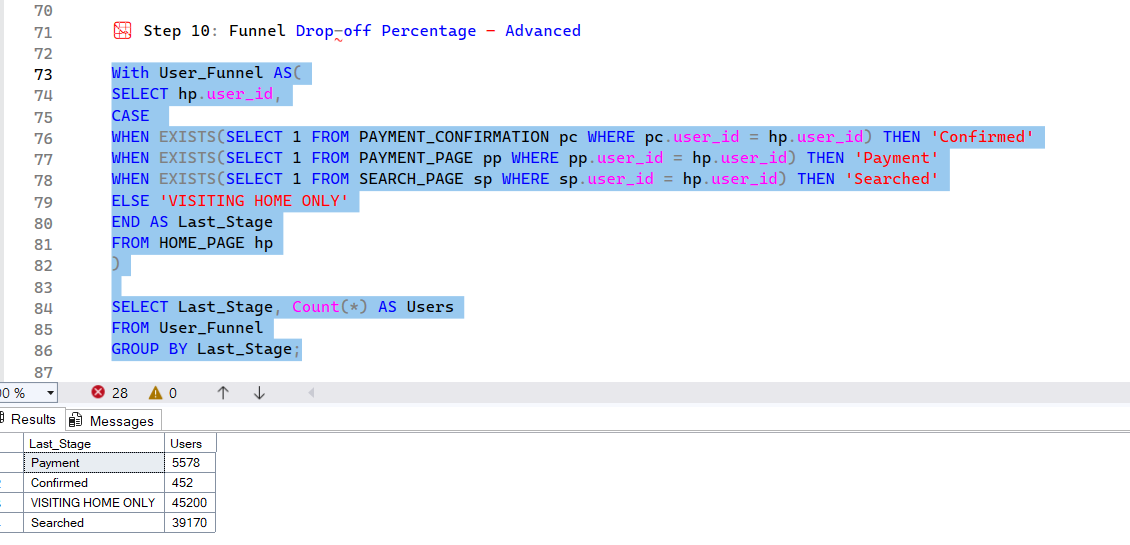 70
71 Step 10: Funnel Drop-off Percentage - Advanced
72
73 With User_Funnel AS(
74 SELECT hp.user_id,
75 CASE
76 WHEN EXISTS(SELECT 1 FROM PAYMENT_CONFIRMATION pc WHERE pc.user_id = hp.user_id) THEN 'Confirmed'
77 WHEN EXISTS(SELECT 1 FROM PAYMENT_PAGE pp WHERE pp.user_id = hp.user_id) THEN 'Payment'
78 WHEN EXISTS(SELECT 1 FROM SEARCH_PAGE sp WHERE sp.user_id = hp.user_id) THEN 'Searched'
79 ELSE 'VISITING HOME ONLY'
80 END AS Last_Stage
81 FROM HOME_PAGE hp
82 )
83
84 SELECT Last_Stage, Count(*) AS Users
85 FROM User_Funnel
86 GROUP BY Last_Stage;
87
% 28 0
Results Messages
Last_Stage Users
Payment 5578
Confirmed 452
VISITING HOME ONLY 45200
Searched 39170